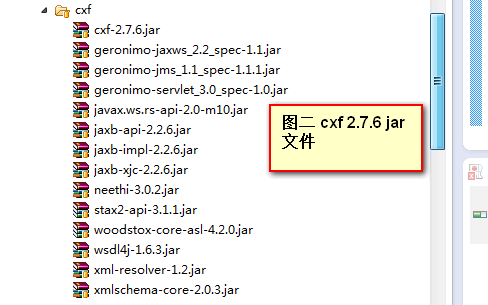 cxf
cxf-2.7.6.jar
geronimo-jaxws_2.2_spec-1.1.jar
geronimo-jms_1.1_spec-1.1.1.jar
geronimo-servlet_3.0_spec-1.0.jar
javax.ws.rs-api-2.0-m10.jar
jaxb-api-2.2.6.jar
jaxb-impl-2.2.6.jar
jaxb-xjc-2.2.6.jar
neethi-3.0.2.jar
stax2-api-3.1.1.jar
woodstox-core-asl-4.2.0.jar
wsdl4j-1.6.3.jar
xml-resolver-1.2.jar
xmlschema-core-2.0.3.jar
图二 cxf 2.7.6 jar
文件